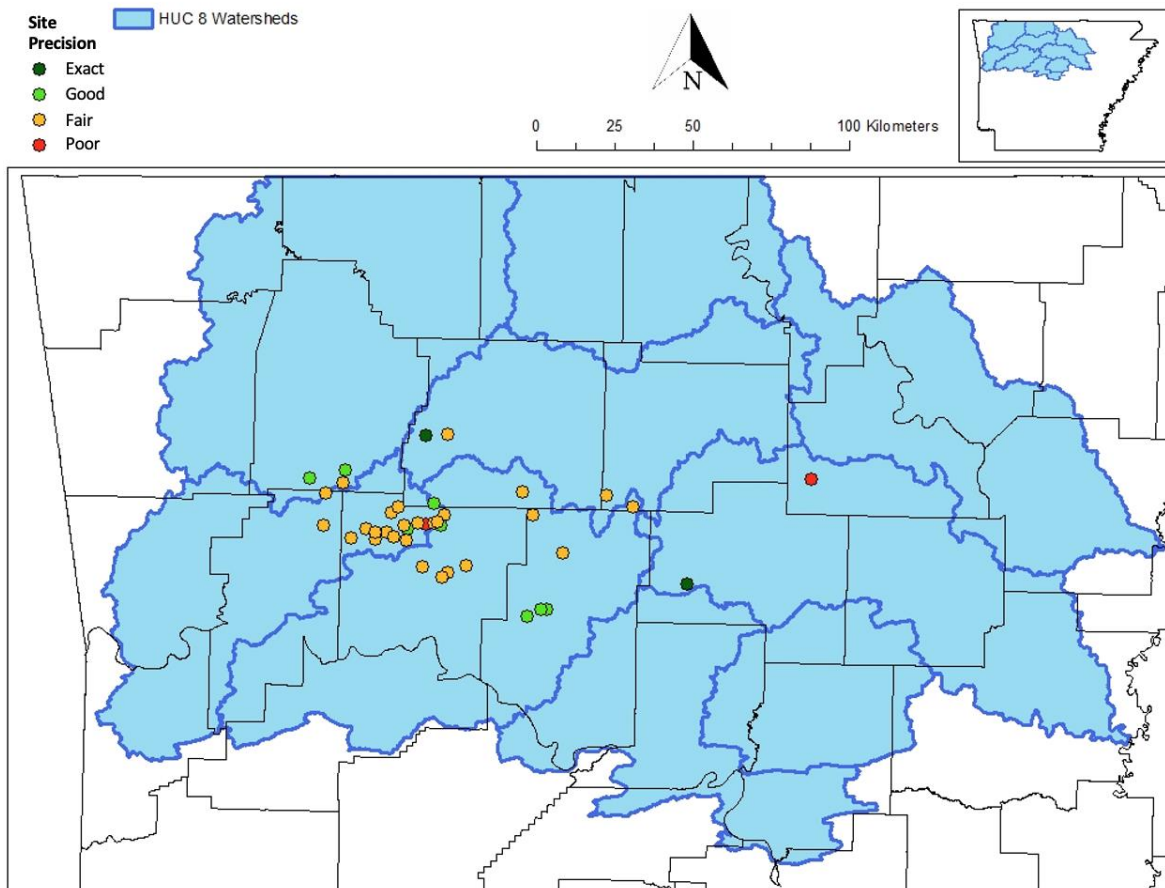 Site
Precision
Exact
Good
Fair
Poor
HUC 8 Watersheds
N
0 25 50 100 Kilometers